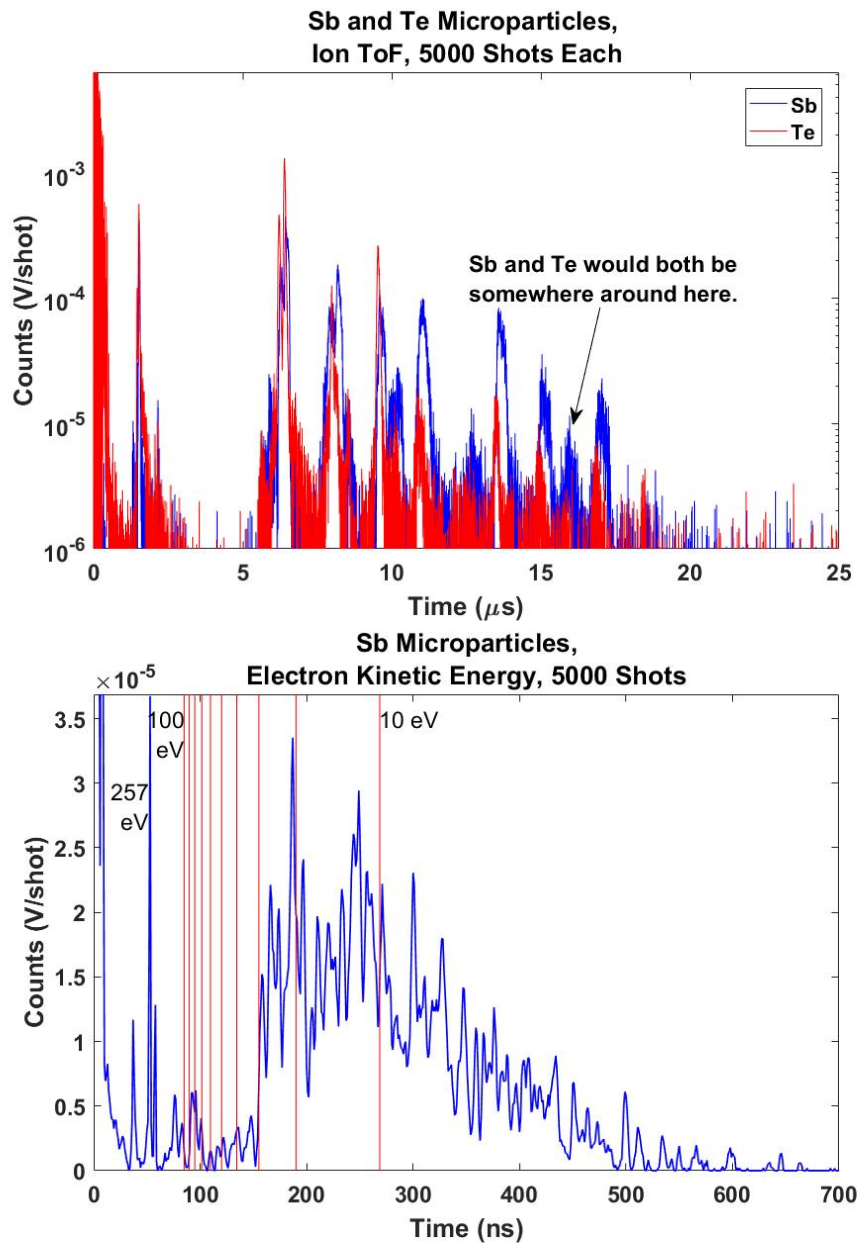 Sb and Te Microparticles,
Ion ToF, 5000 Shots Each
Counts (V/shot)
10-3
10-4
10-5
10-6
Sb
Te
Sb and Te would both be
somewhere around here.
0 5 10 15 20 25
Time (μs)
Sb Microparticles,
Electron Kinetic Energy, 5000 Shots
×10-5
Counts (V/shot)
3.5
3
2.5
2
1.5
1
0.5
0
100
eV
10 eV
257
eV
0 100 200 300 400 500 600 700
Time (ns)